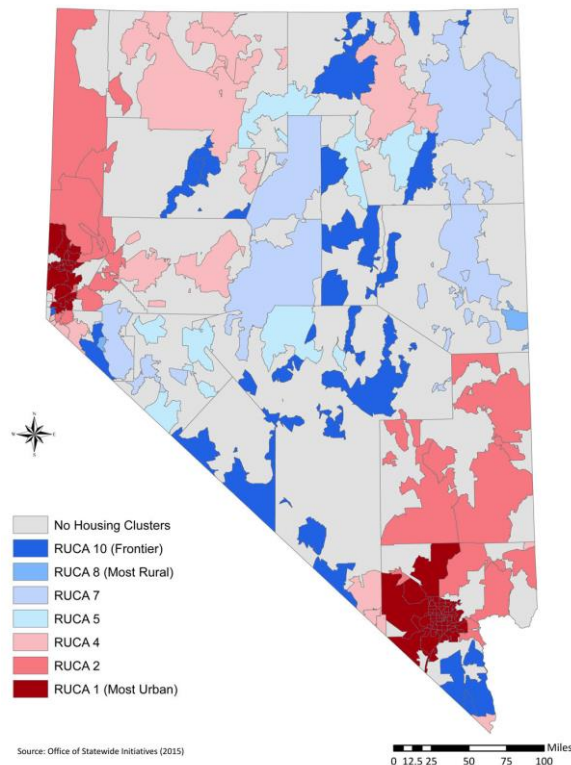 N
W
E
S
No Housing Clusters
RUCA 10 (Frontier)
RUCA 8 (Most Rural)
RUCA 7
RUCA 5
RUCA 4
RUCA 2
RUCA 1 (Most Urban)
Source: Office of Statewide Initiatives (2015)
Miles
0 12.5 25 50 75 100